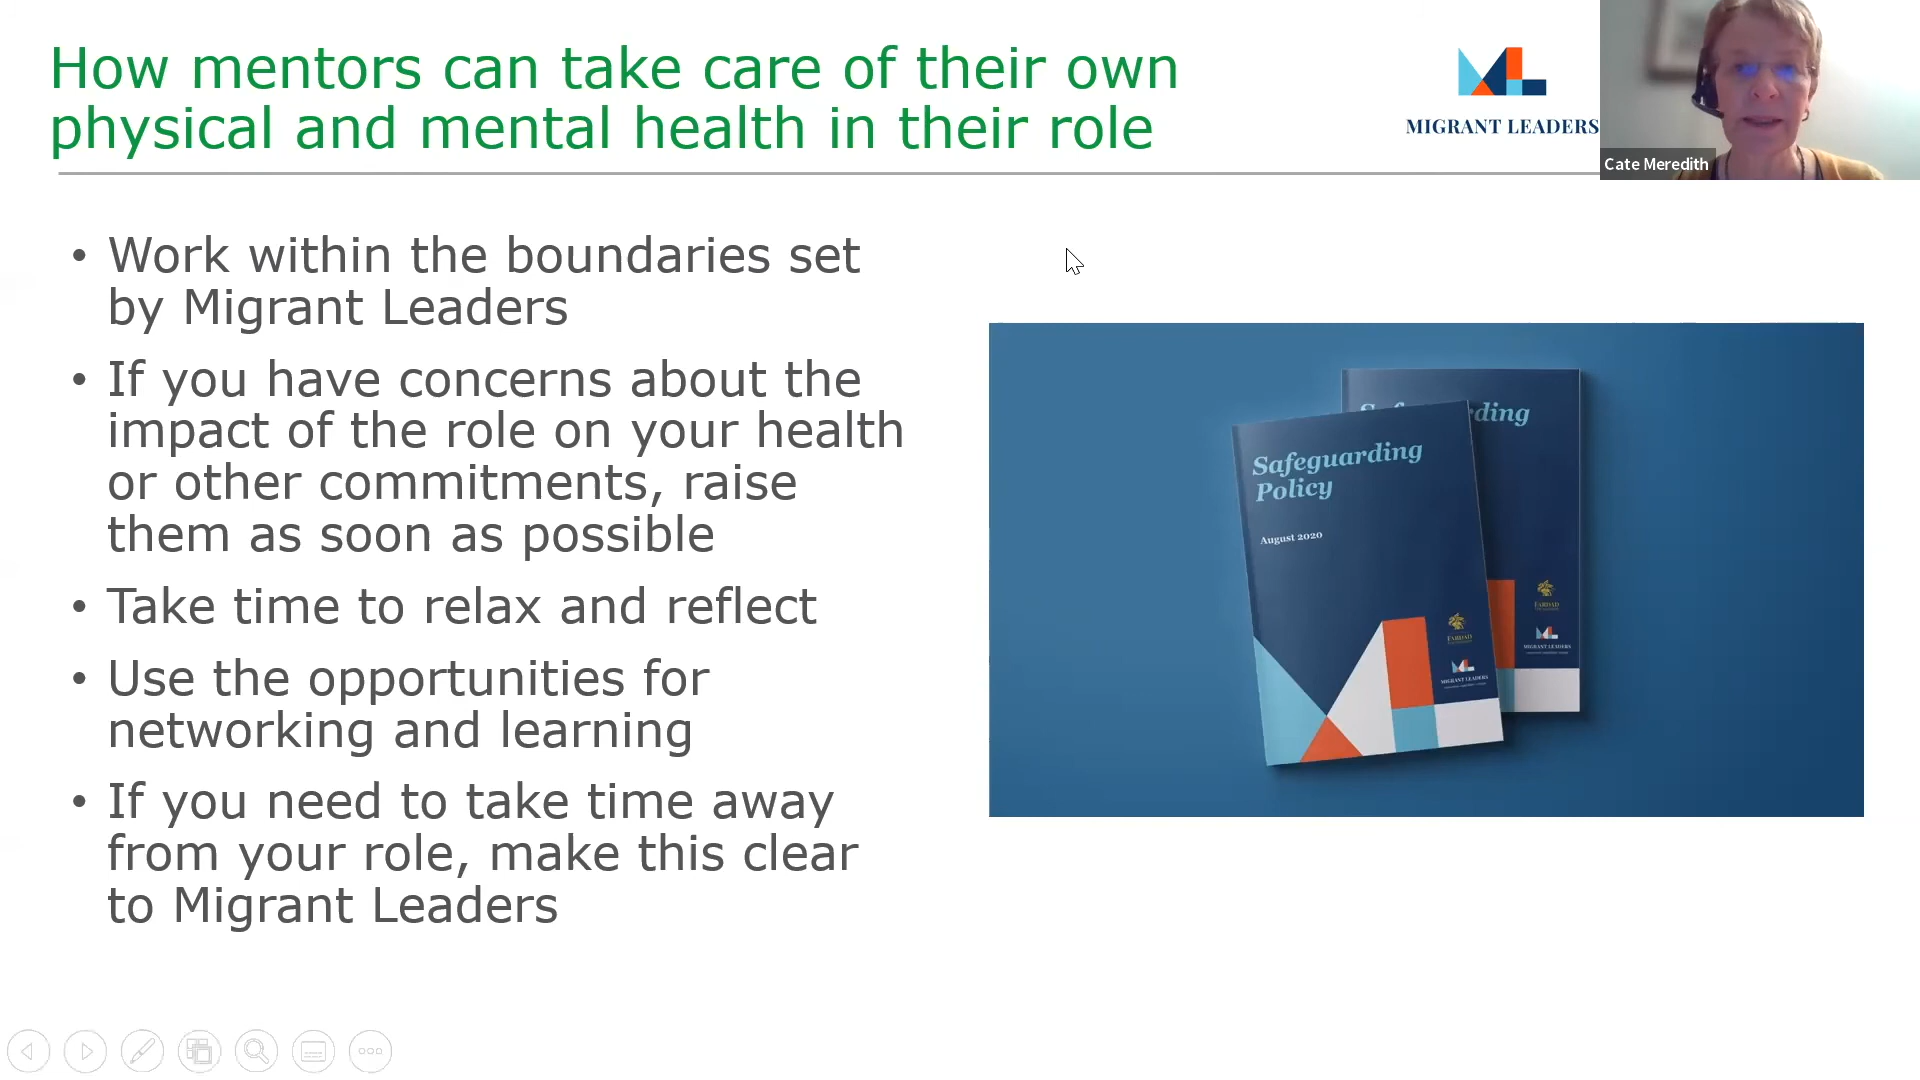 How mentors can take care of their own
physical and mental health in their role
MIGRANT LEADERS
Cate Meredith
• Work within the boundaries set
by Migrant Leaders
• If you have concerns about the
impact of the role on your health
or other commitments, raise
them as soon as possible
• Take time to relax and reflect
• Use the opportunities for
networking and learning
• If you need to take time away
from your role, make this clear
to Migrant Leaders
Safeguarding
Policy
August 2020
MIGRANT LEADERS
MIGRANT LEADERS